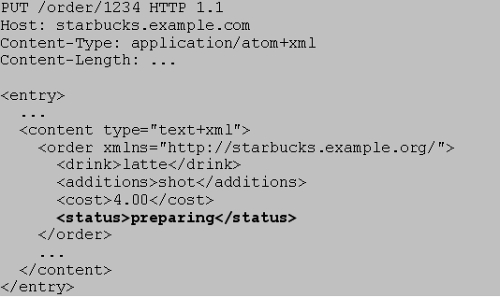 PUT /order/1234 HTTP 1.1
Host: starbucks.example.com
Content-Type: application/atom+xml
Content-Length: ...
<entry>
...
<content type="text+xml">
<order xmlns="http://starbucks.example.org/">
<drink>latte</drink>
<additions>shot</additions>
<cost>4.00</cost>
<status>preparing</status>
</order>
...
</content>
</entry>